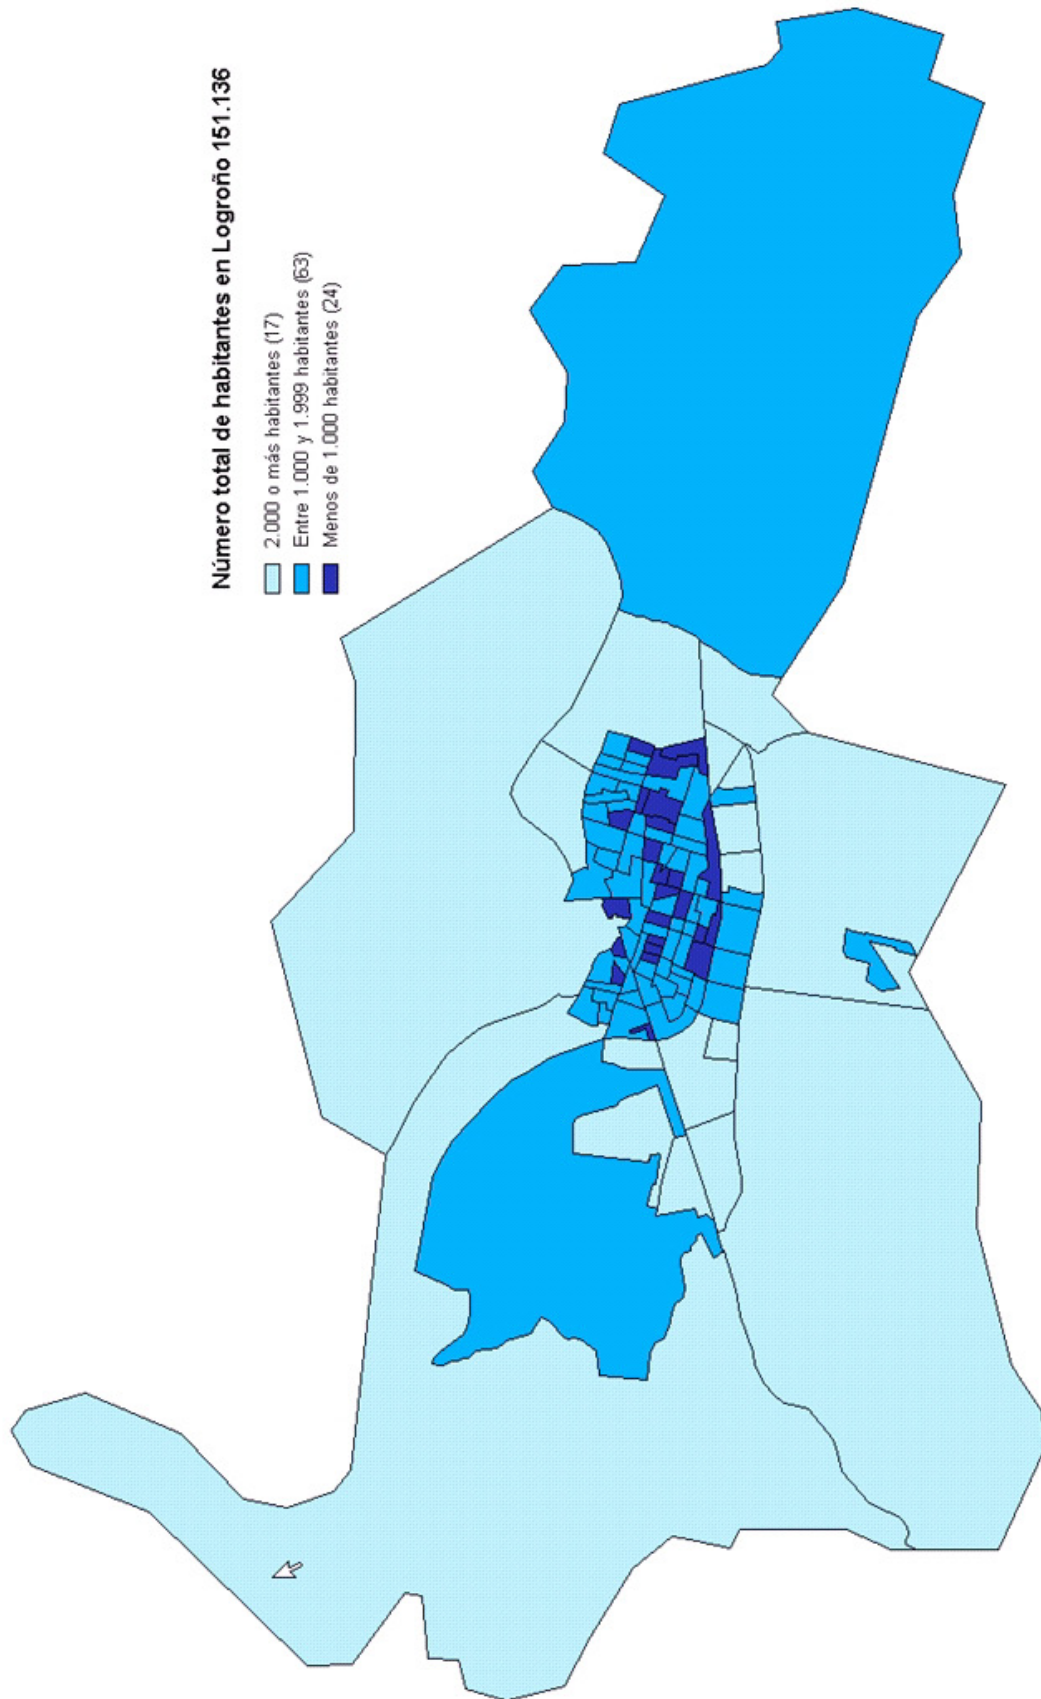 Número total de habitantes en Logroño 151.136
2.000 o más habitantes (17)
Entre 1.000 y 1.999 habitantes (63)
Menos de 1.000 habitantes (24)